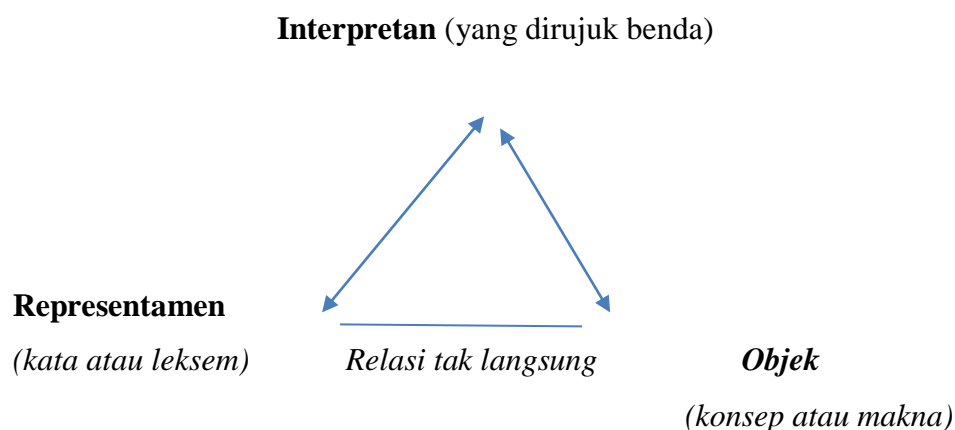 Interpretan (yang dirujuk benda)
Representamen
(kata atau leksem) Relasi tak langsung Objek
(konsep atau makna)